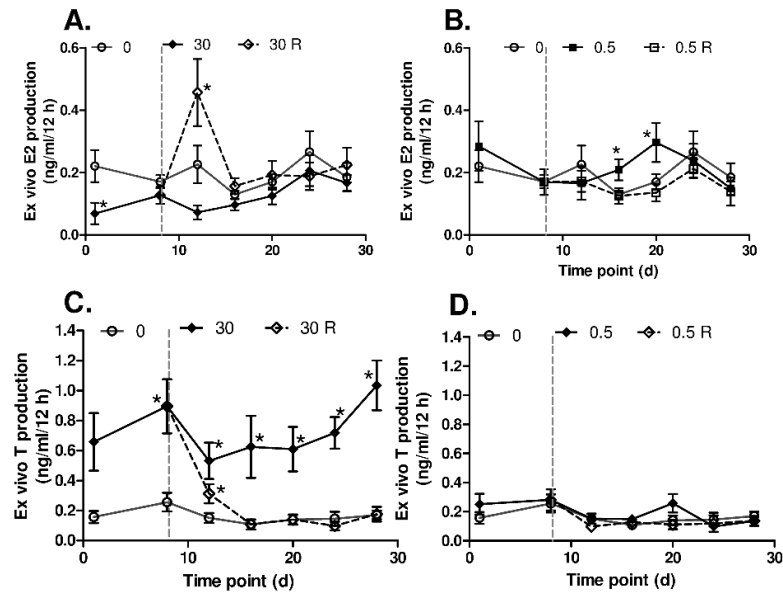 A.
0 30 30 R
Ex vivo E2 production
(ng/ml/12 h)
0.6
0.4
0.2
0.0
*
*
0 10 20 30
B.
0 0.5 0.5 R
Ex vivo E2 production
(ng/ml/12 h)
0.6
0.4
0.2
0.0
*
*
0 10 20 30
Time point (d)
C.
0 30 30 R
Ex vivo T production
(ng/ml/12 h)
1.4
1.2
1.0
0.8
0.6
0.4
0.2
0.0
*
*
*
*
*
*
*
0 10 20 30
Time point (d)
D.
0 0.5 0.5 R
Ex vivo T production
(ng/ml/12 h)
1.4
1.2
1.0
0.8
0.6
0.4
0.2
0.0
0 10 20 30
Time point (d)